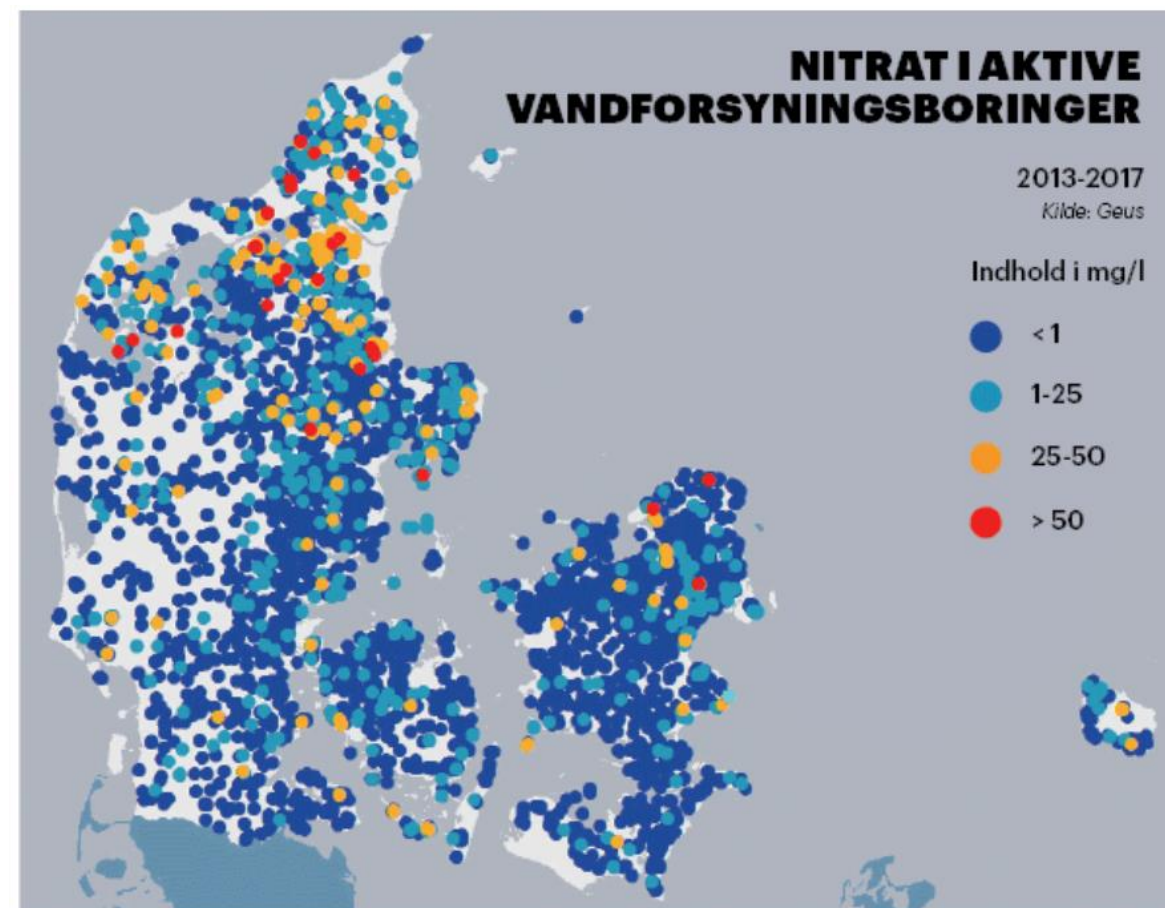 NITRAT I AKTIVE
VANDFORSYNINGSBORINGER
2013-2017
Kilde: Geus
Indhold i mg/l
< 1
1-25
25-50
> 50